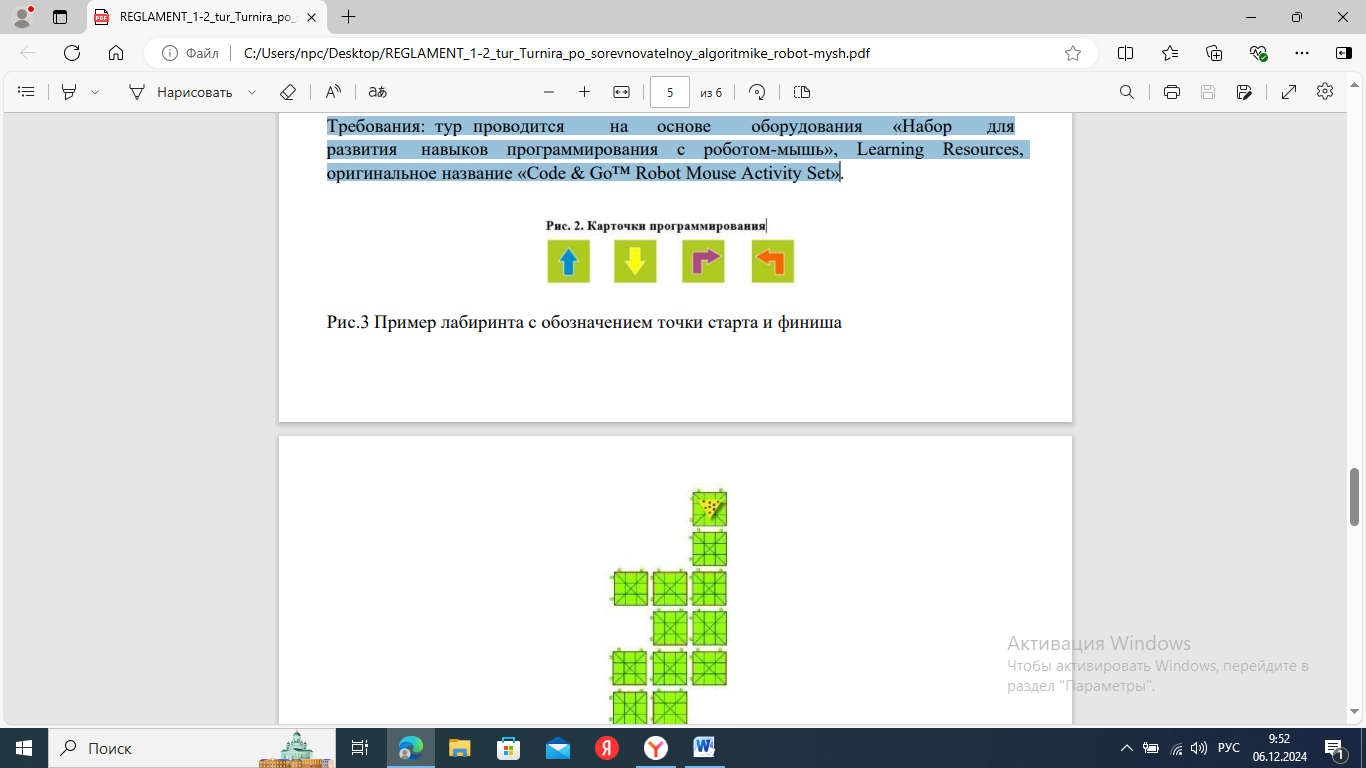 REGLAMENT_1-2_tur_Turnira_po_
Файл
C:/Users/npc/Desktop/REGLAMENT_1-2_tur_Turnira_po_sorevnovatelnoy_algoritmike_robot-mysh.pdf
Нарисовать
A
аあ
5
из 6
Требования: тур проводится на основе оборудования «Набор для
развития навыков программирования с роботом-мышь», Learning Resources,
оригинальное название «Code & Go™ Robot Mouse Activity Set».
Рис. 2. Карточки программирования
Рис.3 Пример лабиринта с обозначением точки старта и финиша
Активация Windows
Чтобы активировать Windows, перейдите в
раздел "Параметры".
Поиск
РУС
9:52
06.12.2024
1